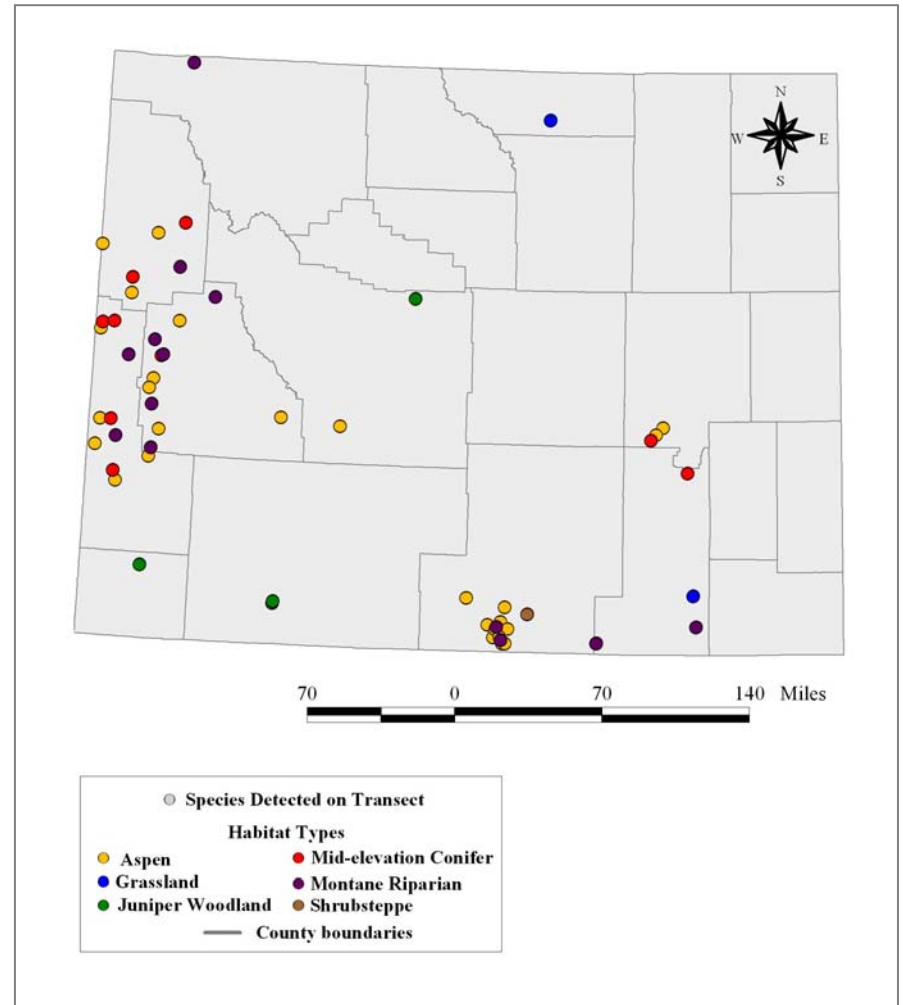 N
W E
S
70 0 70 140 Miles
Species Detected on Transect
Habitat Types
Aspen Mid-elevation Conifer
Grassland Montane Riparian
Juniper Woodland Shrubsteppe
County boundaries